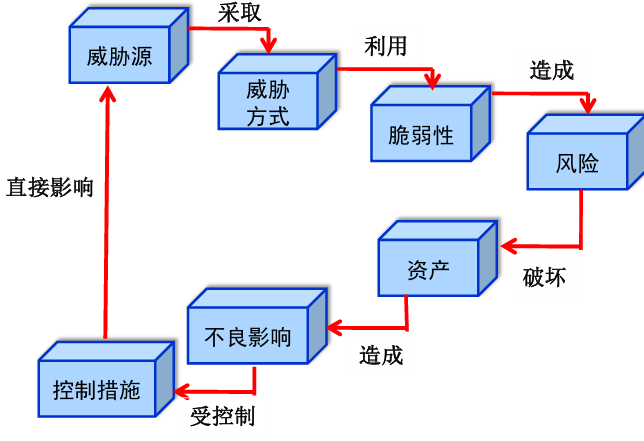 威胁源
采取
威胁
方式
利用
脆弱性
造成
风险
破坏
资产
造成
不良影响
受控制
控制措施
直接影响